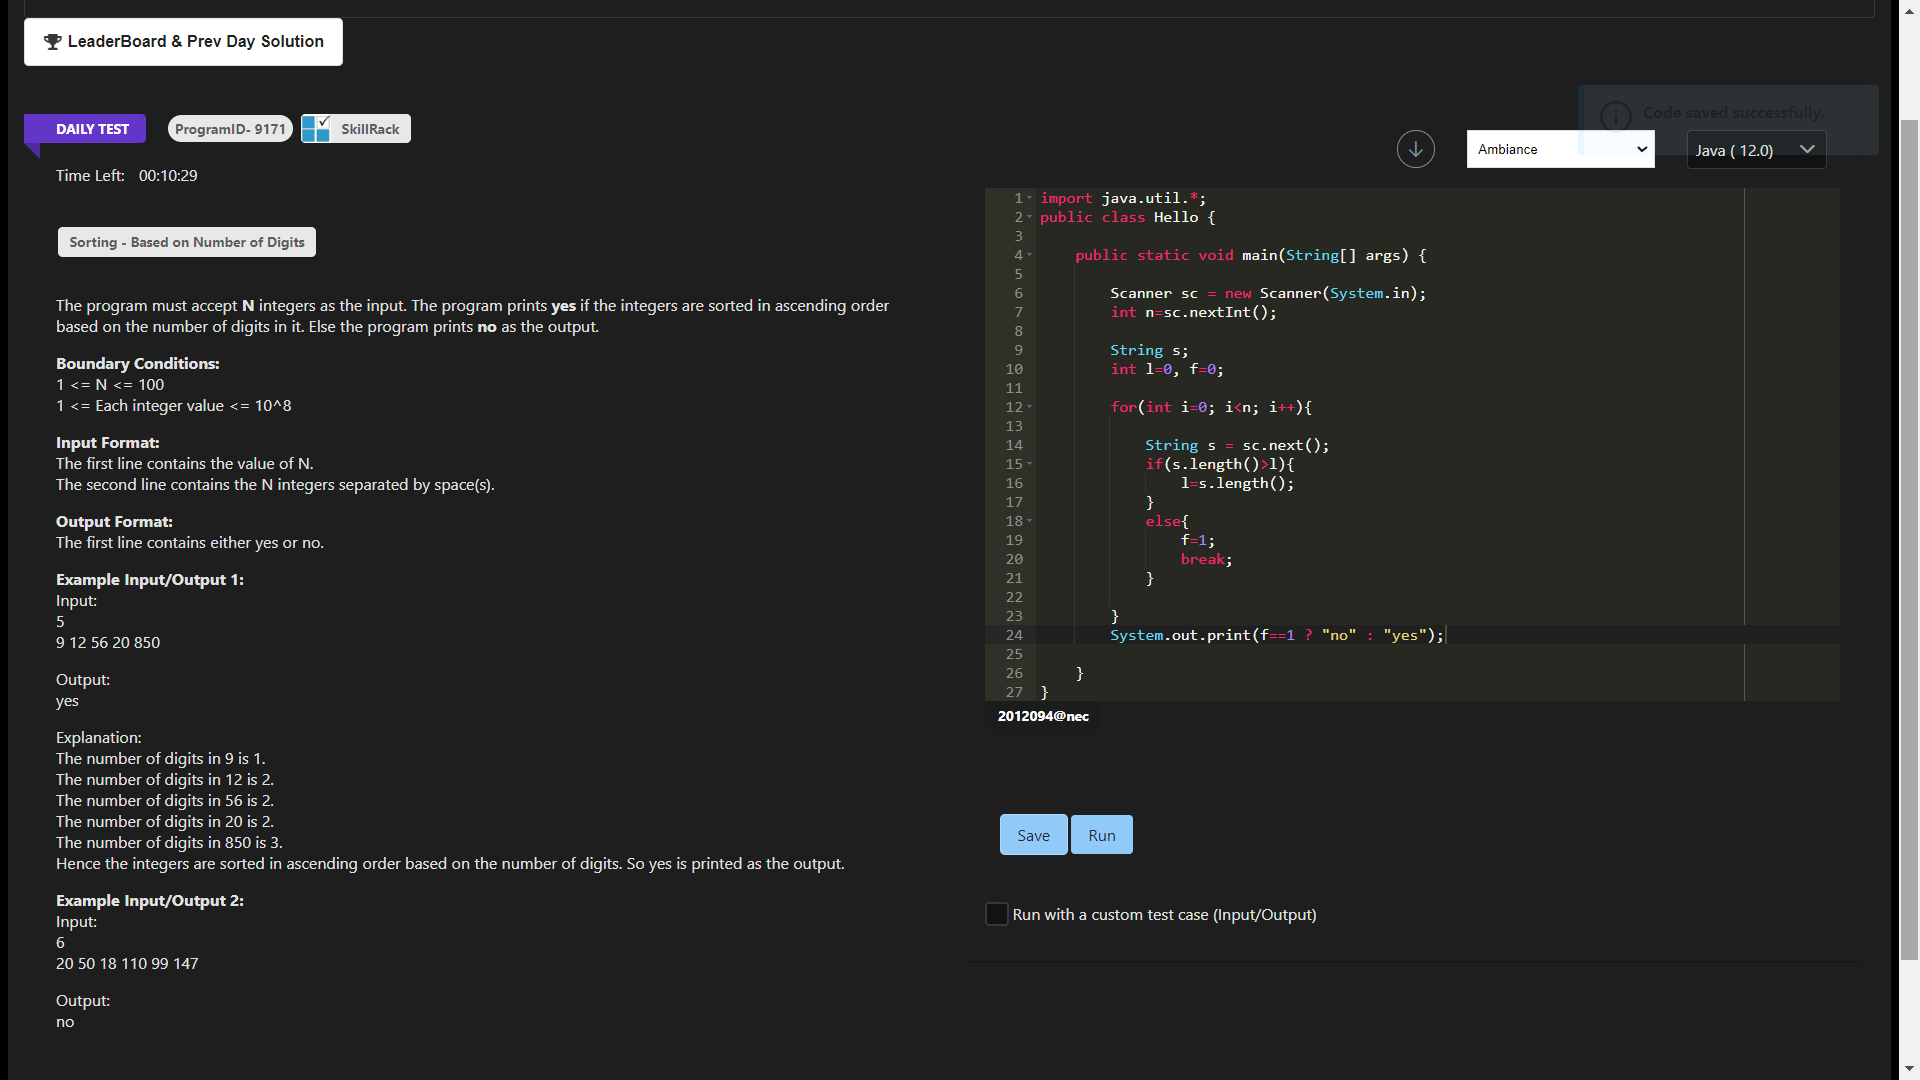 LeaderBoard & Prev Day Solution
DAILY TEST
ProgramID- 9171
SkillRack
Time Left: 00:10:29
Sorting - Based on Number of Digits
The program must accept N integers as the input. The program prints yes if the integers are sorted in ascending order
based on the number of digits in it. Else the program prints no as the output.
Boundary Conditions:
1 <= N <= 100
1 <= Each integer value <= 10^8
Input Format:
The first line contains the value of N.
The second line contains the N integers separated by space(s).
Output Format:
The first line contains either yes or no.
Example Input/Output 1:
Input:
5
9 12 56 20 850
Output:
yes
Explanation:
The number of digits in 9 is 1.
The number of digits in 12 is 2.
The number of digits in 56 is 2.
The number of digits in 20 is 2.
The number of digits in 850 is 3.
Hence the integers are sorted in ascending order based on the number of digits. So yes is printed as the output.
Example Input/Output 2:
Input:
6
20 50 18 110 99 147
Output:
no
Code saved successfully.
Ambiance
Java ( 12.0)
1 import java.util.*;
2 public class Hello {
3
4 public static void main(String[] args) {
5
6 Scanner sc = new Scanner(System.in);
7 int n=sc.nextInt();
8
9 String s;
10 int l=0, f=0;
11
12 for(int i=0; i<n; i++){
13
14 String s = sc.next();
15 if(s.length()>l){
16 l=s.length();
17 }
18 else{
19 f=1;
20 break;
21 }
22
23 }
24 System.out.print(f==1 ? "no" : "yes");
25
26 }
27 }
2012094@nec
Save
Run
Run with a custom test case (Input/Output)